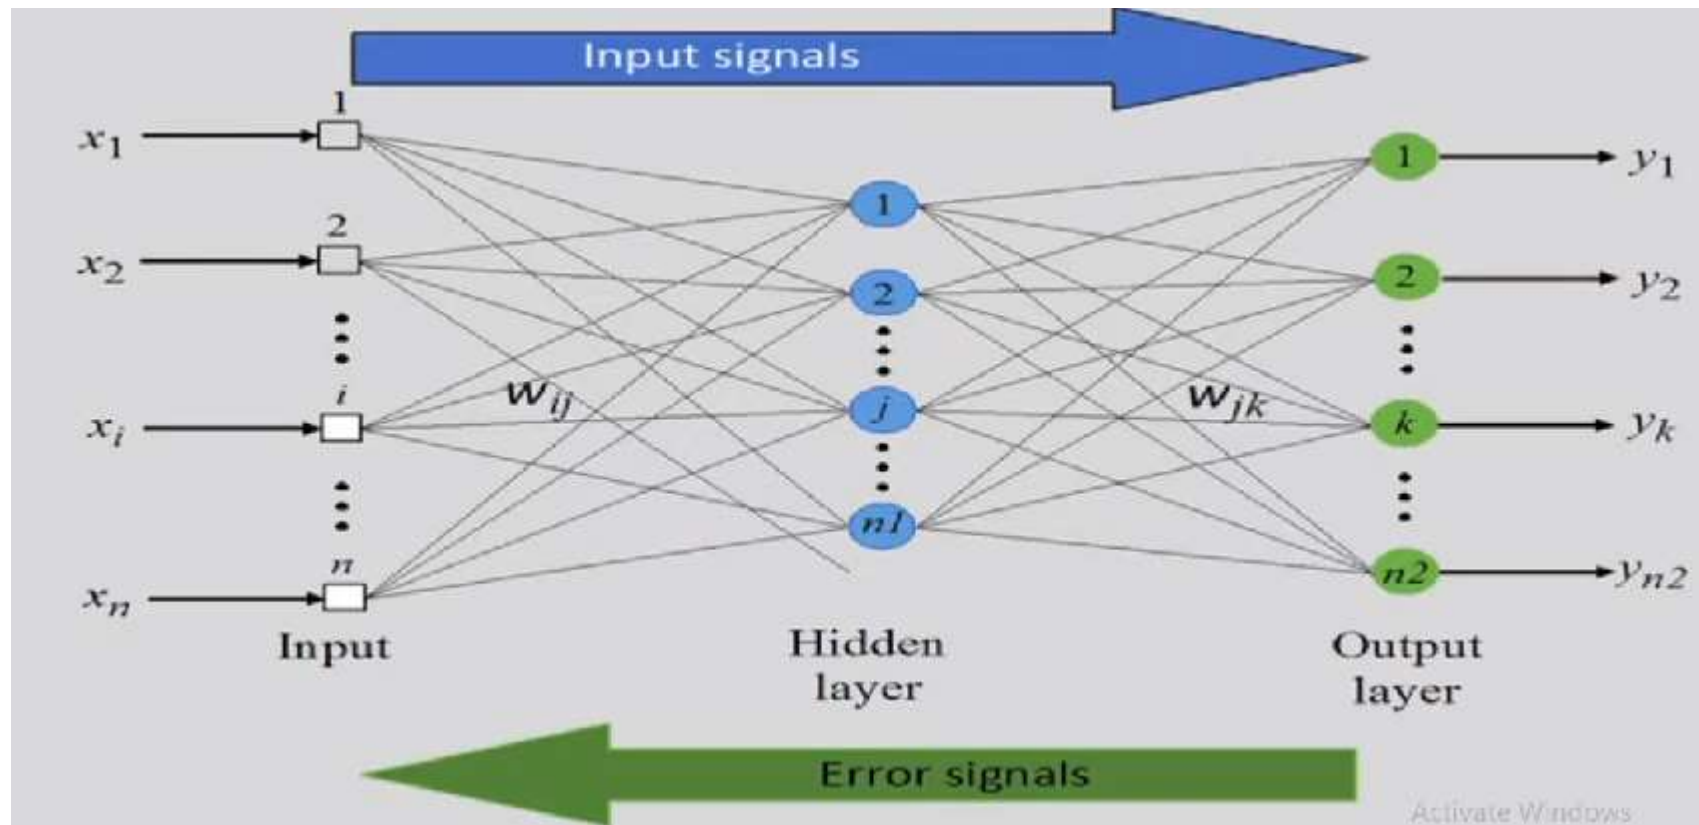 Input signals
1
x1
1
y1
2
1
x2
2
2
y2
i
wij
j
wjk
xi
k
yk
n1
n
n2
yn2
xn
Input
Hidden
layer
Output
layer
Error signals
Activate Windows